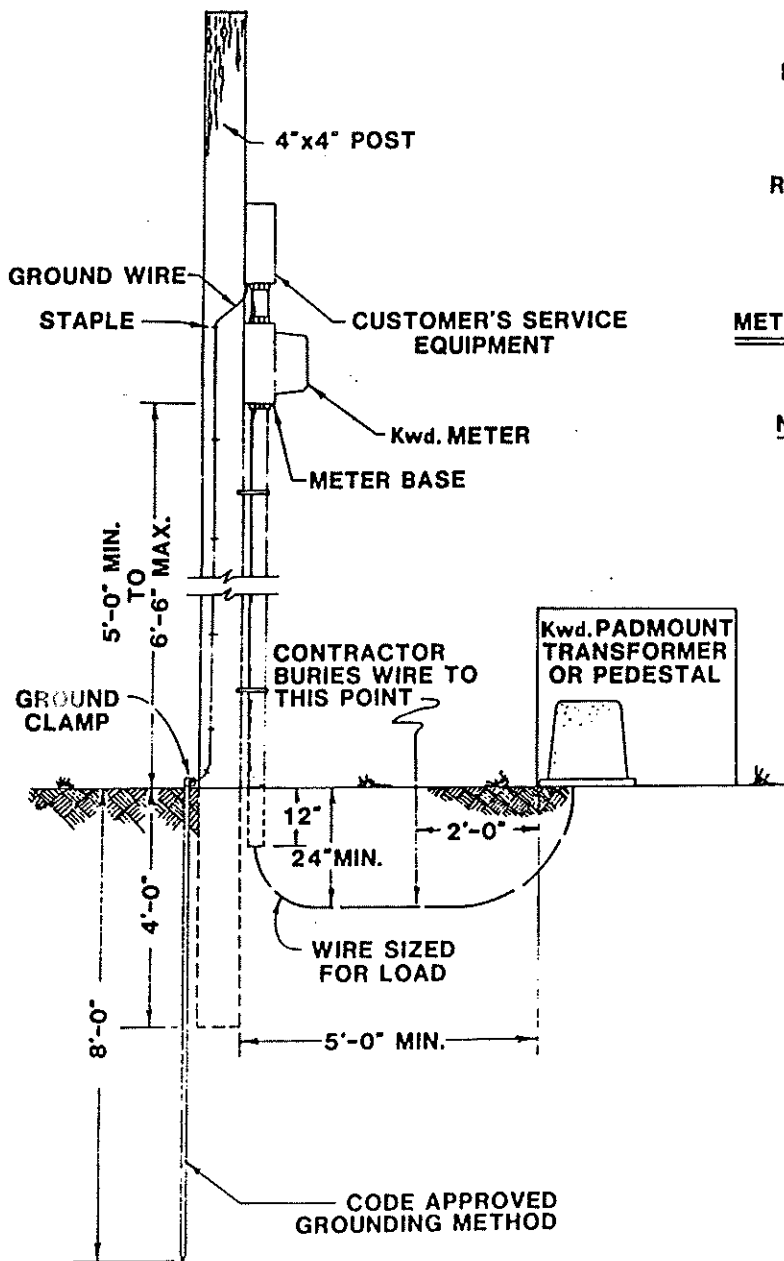 4"x4" POST
GROUND WIRE
STAPLE
CUSTOMER'S SERVICE
EQUIPMENT
MET
Kwd. METER
METER BASE
5'-0" MIN.
TO
6'-6" MAX.
CONTRACTOR
BURIES WIRE TO
THIS POINT
Kwd. PADMOUNT
TRANSFORMER
OR PEDESTAL
GROUND
CLAMP
12"
24" MIN.
2'-0"
4'-0"
WIRE SIZED
FOR LOAD
8'-0"
5'-0" MIN.
CODE APPROVED
GROUNDING METHOD
R